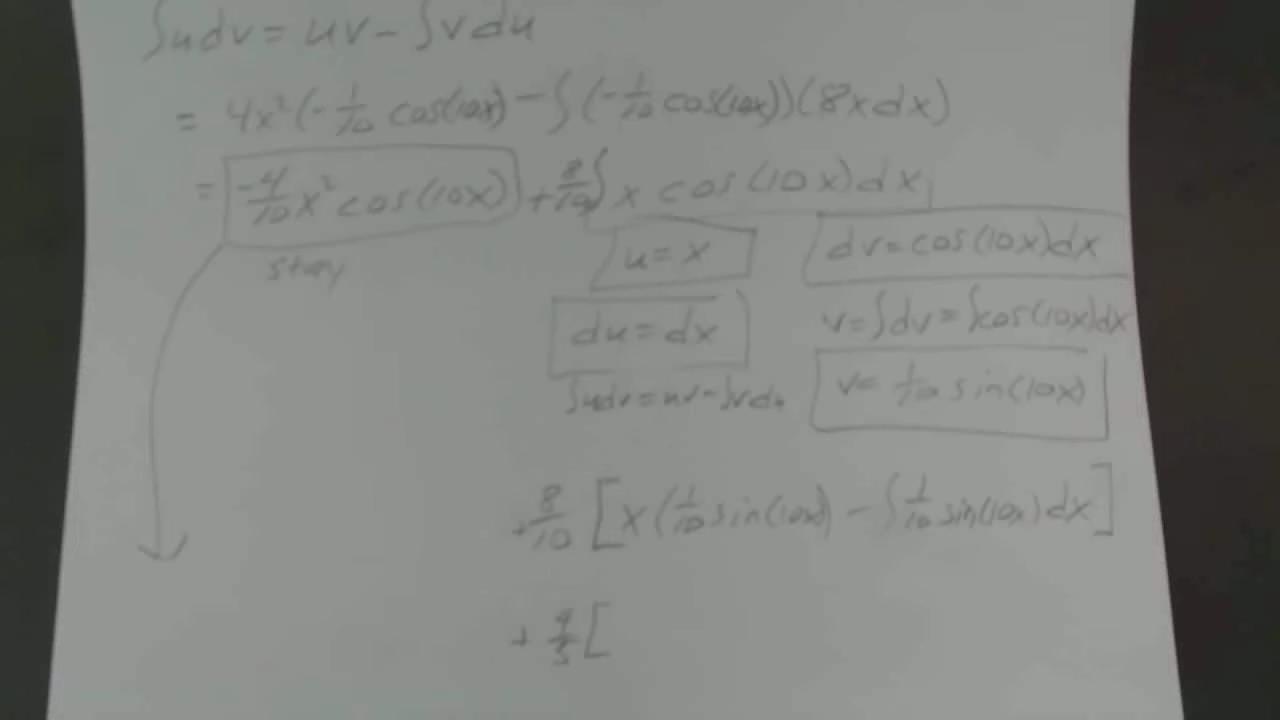 ∫udv = uv - ∫vdu
= 4x²(-1/10 cos(10x) - ∫(-1/10 cos(10x))(8x dx)
= -4/10 x² cos(10x) + 8/10 ∫ x cos(10x)dx
stay
u = x
dv = cos(10x)dx
du = dx
v = ∫dv = ∫cos(10x)dx
∫udv = uv - ∫vdu
v = 1/10 sin(10x)
+ 8/10 [x(1/10 sin(10x) - ∫1/10 sin(10x)dx]
+ 4/5 [